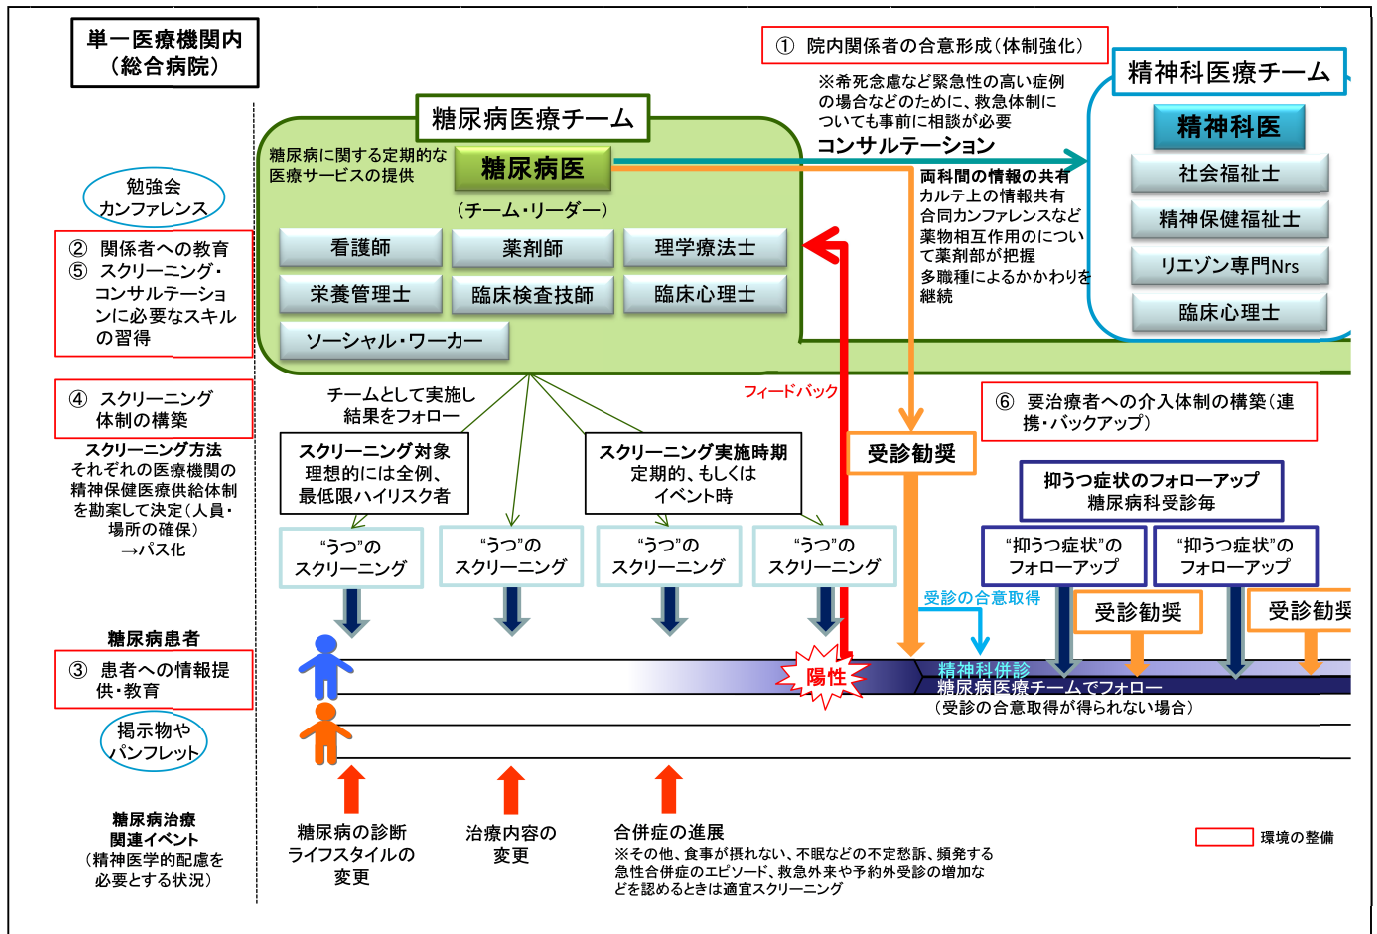 単一医療機関内
（総合病院）
① 院内関係者の合意形成（体制強化）
※希死念慮など緊急性の高い症例
の場合などのために、救急体制に
ついても事前に相談が必要
コンサルテーション
精神科医療チーム
精神科医
社会福祉士
精神保健福祉士
リエゾン専門Nrs
臨床心理士
糖尿病医療チーム
糖尿病に関する定期的な
医療サービスの提供
糖尿病医
（チーム・リーダー）
看護師
薬剤師
理学療法士
栄養管理士
臨床検査技師
臨床心理士
ソーシャル・ワーカー
両科間の情報の共有
カルテ上の情報共有
合同カンファレンスなど
薬物相互作用のについ
て薬剤部が把握
多職種によるかかわりを
継続
勉強会
カンファレンス
② 関係者への教育
⑤ スクリーニング・
コンサルテーショ
ンに必要なスキル
の習得
④ スクリーニング
体制の構築
スクリーニング方法
それぞれの医療機関の
精神保健医療供給体制
を勘案して決定（人員・
場所の確保）
→パス化
チームとして実施し
結果をフォロー
フィードバック
スクリーニング対象
理想的には全例、
最低限ハイリスク者
スクリーニング実施時期
定期的、もしくは
イベント時
受診勧奨
⑥ 要治療者への介入体制の構築（連
携・バックアップ）
抑うつ症状のフォローアップ
糖尿病科受診毎
“うつ”の
スクリーニング
“うつ”の
スクリーニング
“うつ”の
スクリーニング
“うつ”の
スクリーニング
“抑うつ症状”の
フォローアップ
“抑うつ症状”の
フォローアップ
受診の合意取得
受診勧奨
受診勧奨
糖尿病患者
③ 患者への情報提
供・教育
掲示物や
パンフレット
陽性
精神科併診
糖尿病医療チームでフォロー
（受診の合意取得が得られない場合）
糖尿病治療
関連イベント
（精神医学的配慮を
必要とする状況）
糖尿病の診断
ライフスタイルの
変更
治療内容の
変更
合併症の進展
※その他、食事が摂れない、不眠などの不定愁訴、頻発する
急性合併症のエピソード、救急外来や予約外受診の増加な
どを認めるときは適宜スクリーニング
環境の整備